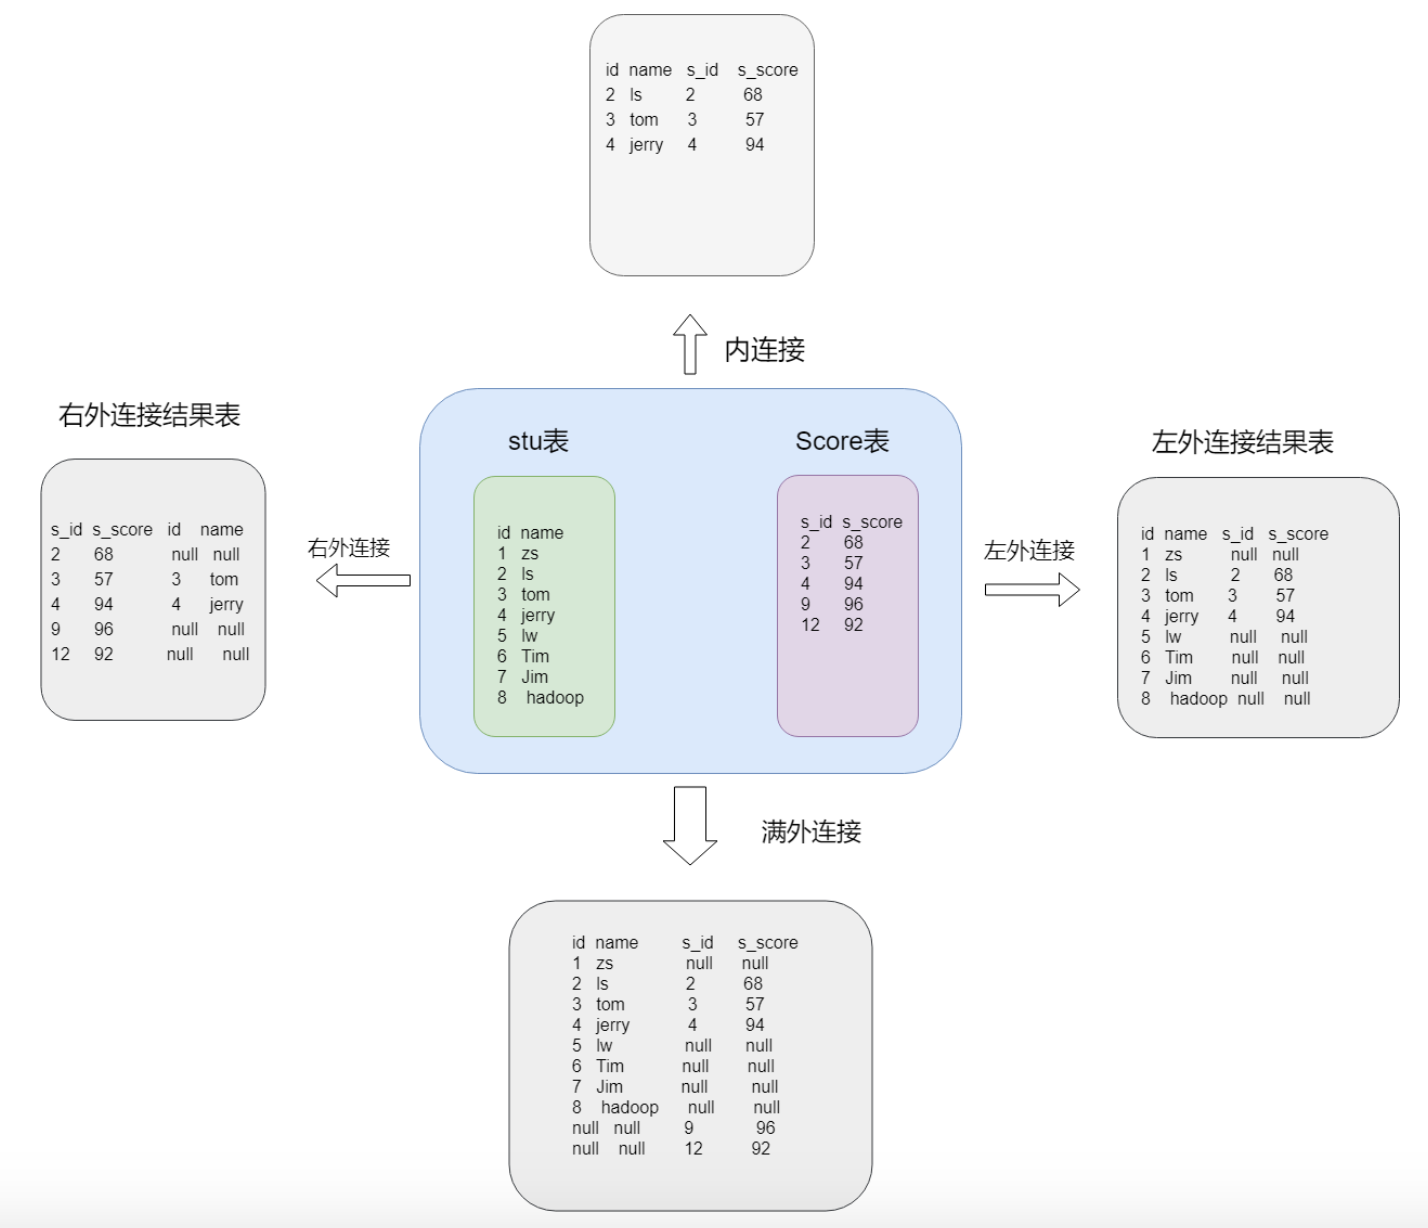 id name s_id s_score
2 ls 2 68
3 tom 3 57
4 jerry 4 94
内连接
右外连接结果表
s_id s_score id name
2 68 null null
3 57 3 tom
4 94 4 jerry
9 96 null null
12 92 null null
右外连接
stu表
id name
1 zs
2 ls
3 tom
4 jerry
5 lw
6 Tim
7 Jim
8 hadoop
Score表
s_id s_score
2 68
3 57
4 94
9 96
12 92
左外连接
左外连接结果表
id name s_id s_score
1 zs null null
2 ls 2 68
3 tom 3 57
4 jerry 4 94
5 lw null null
6 Tim null null
7 Jim null null
8 hadoop null null
满外连接
id name s_id s_score
1 zs null null
2 ls 2 68
3 tom 3 57
4 jerry 4 94
5 lw null null
6 Tim null null
7 Jim null null
8 hadoop null null
null null 9 96
null null 12 92